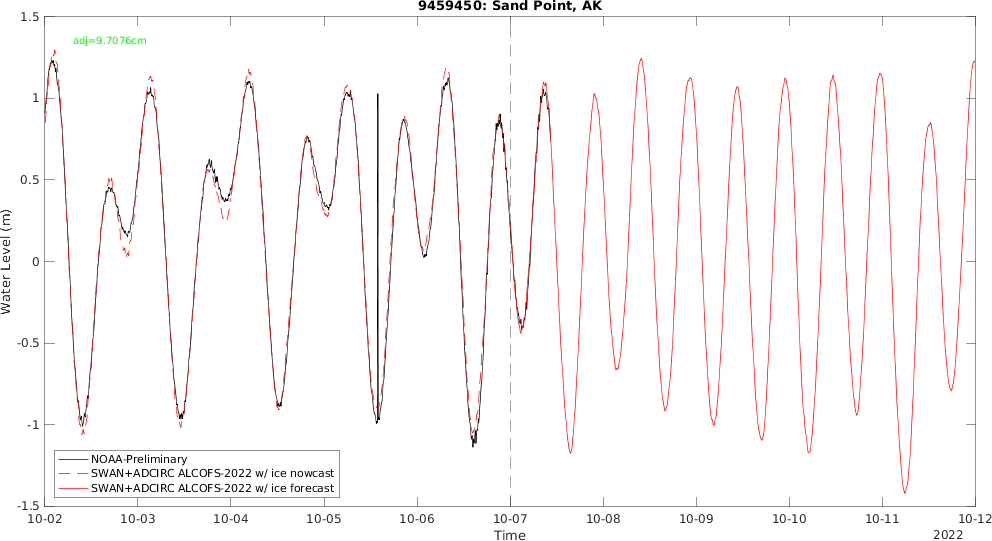 9459450: Sand Point, AK
adj=9.7076cm
1.5
1
0.5
0
-0.5
-1
-1.5
Water Level (m)
NOAA-Preliminary
SWAN+ADCIRC ALCOFS-2022 w/ ice nowcast
SWAN+ADCIRC ALCOFS-2022 w/ ice forecast
10-02 10-03 10-04 10-05 10-06 10-07 10-08 10-09 10-10 10-11 10-12
Time
2022